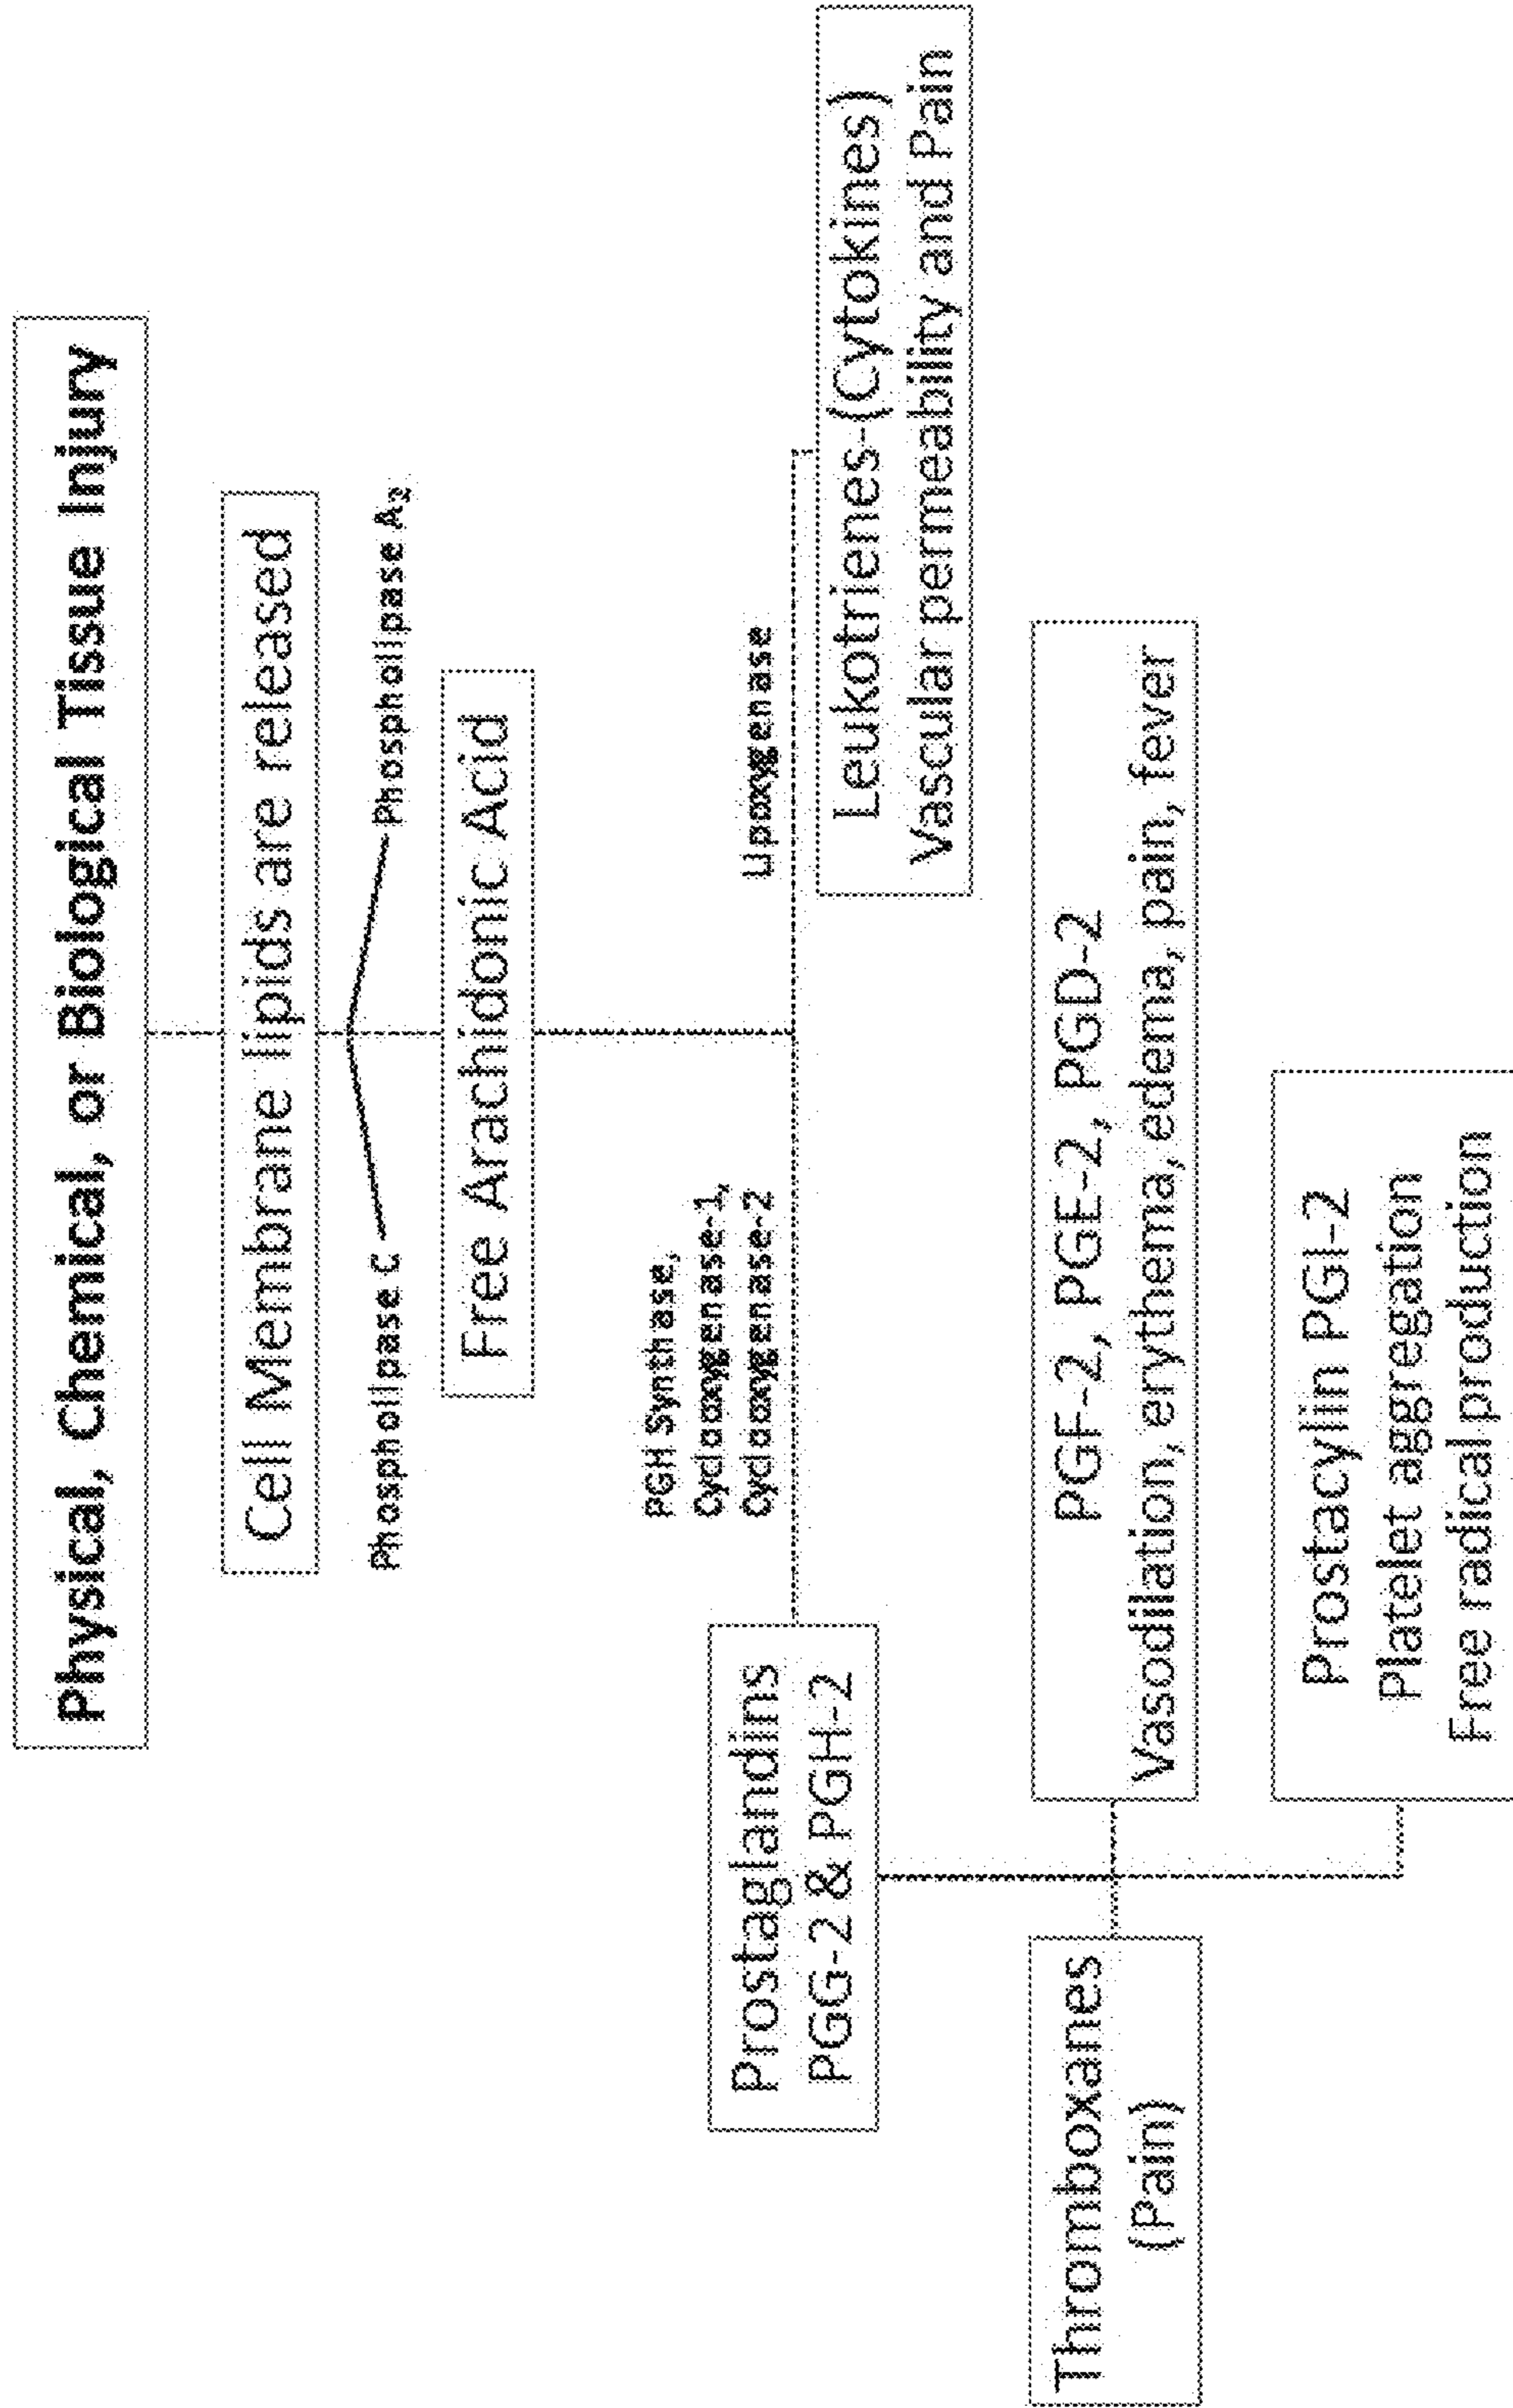 Physical, Chemical, or Biological Tissue Injury
Cell Membrane lipids are released
Phospholipase C
Phospholipase A2
Free Arachidonic Acid
PGH Synthase,
Cyclooxygenase-1,
Cyclooxygenase-2
Lipoxygenase
Prostaglandins
PGG-2 & PGH-2
Leukotrienes-(Cytokines)
Vascular permeability and Pain
Thromboxanes
(Pain)
PGF-2, PGE-2, PGD-2
Vasodilation, erythema, edema, pain, fever
Prostacylin PGI-2
Platelet aggregation
Free radical production